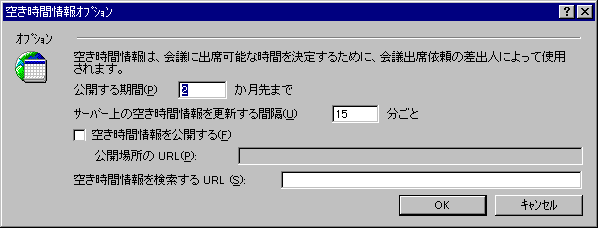 空き時間情報オプション
オプション
空き時間情報は、会議に出席可能な時間を決定するために、会議出席依頼の差出人によって使用
されます。
公開する期間(P) 2 か月先まで
サーバー上の空き時間情報を更新する間隔(U) 15 分ごと
空き時間情報を公開する(F)
公開場所の URL(P):
空き時間情報を検索する URL (S):
OK キャンセル